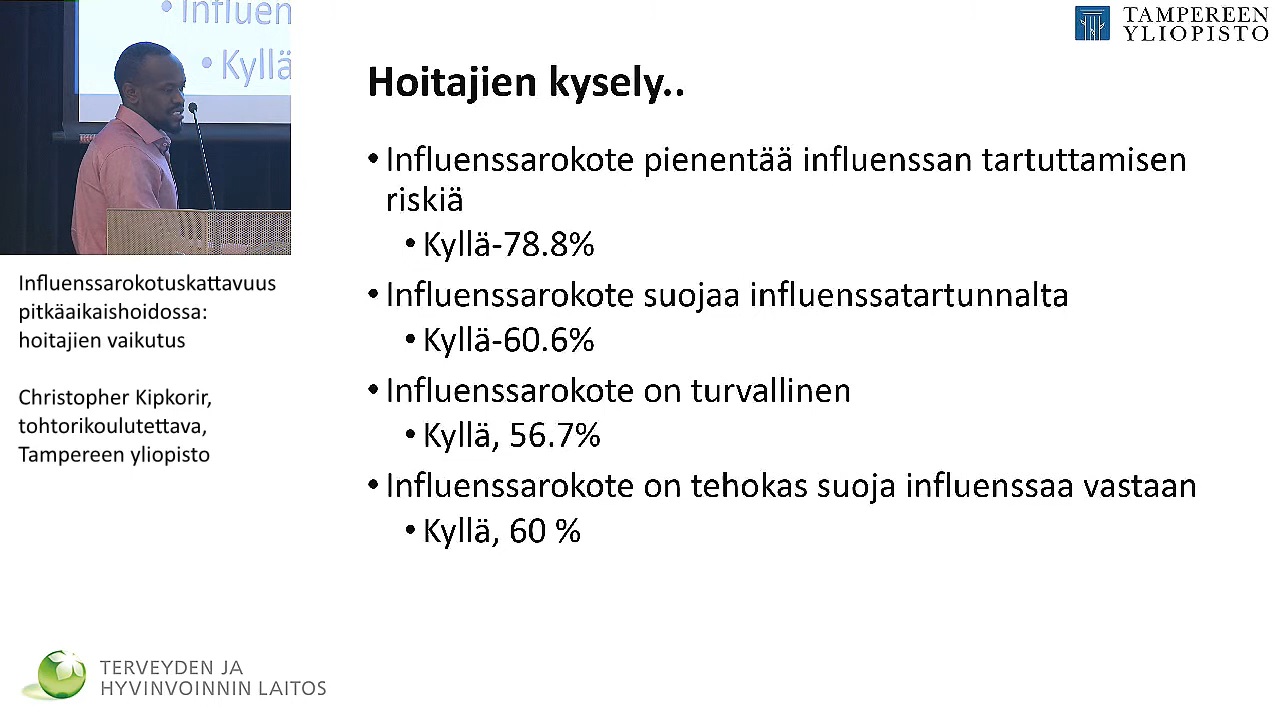 • Influen
• Kyllä
TAMPEREEN
YLIOPISTO
Hoitajien kysely..
• Influenssarokote pienentää influenssan tartuttamisen
riskiä
• Kyllä-78.8%
• Influenssarokote suojaa influenssatartunnalta
• Kyllä-60.6%
• Influenssarokote on turvallinen
• Kyllä, 56.7%
• Influenssarokote on tehokas suoja influenssaa vastaan
• Kyllä, 60 %
Influenssarokotuskattavuus
pitkäaikaishoidossa:
hoitajien vaikutus
Christopher Kipkorir,
tohtorikoulutettava,
Tampereen yliopisto
TERVEYDEN JA
HYVINVOINNIN LAITOS